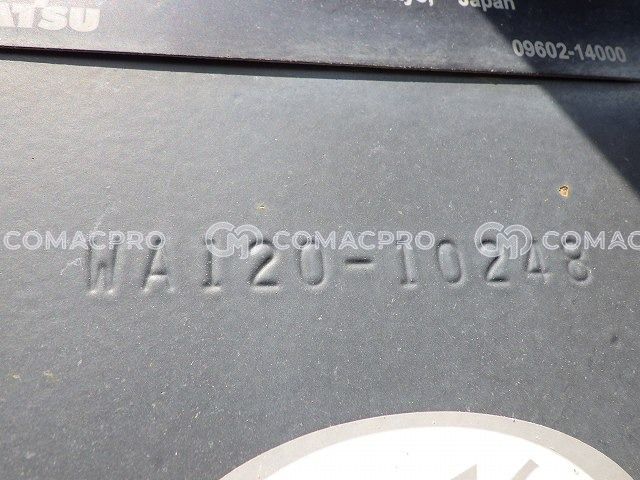 ATSU
Japan
09602-14000
COMACPRO COMACPRO COMAC
WA120-10248